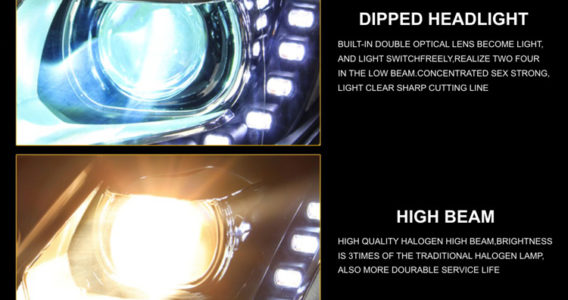 DIPPED HEADLIGHT
BUILT-IN DOUBLE OPTICAL LENS BECOME LIGHT,
AND LIGHT SWITCHFREELY,REALIZE TWO FOUR
IN THE LOW BEAM.CONCENTRATED SEX STRONG,
LIGHT CLEAR SHARP CUTTING LINE
HIGH BEAM
HIGH QUALITY HALOGEN HIGH BEAM,BRIGHTNESS
IS 3TIMES OF THE TRADITIONAL HALOGEN LAMP,
ALSO MORE DOURABLE SERVICE LIFE